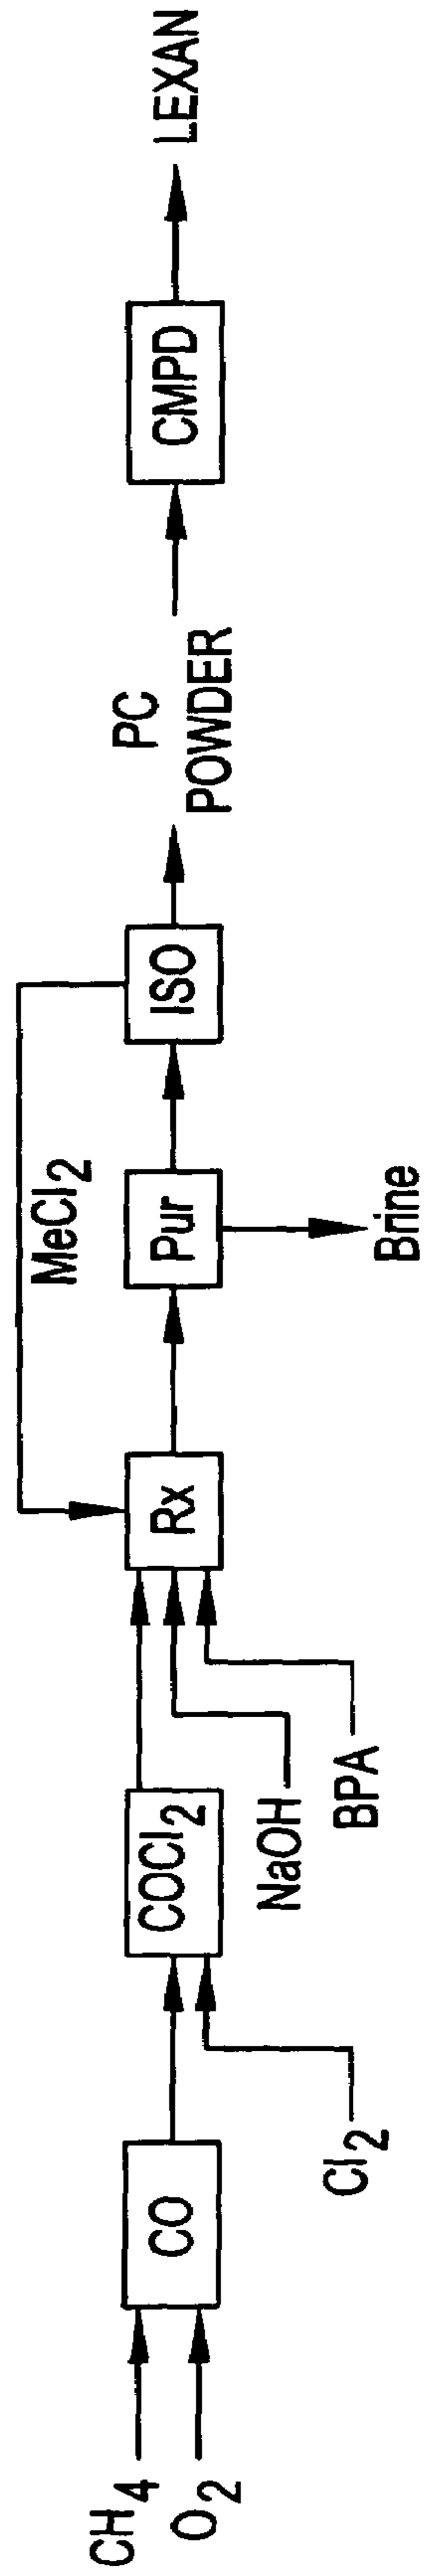 CH4
O2
CO
Cl2
COCl2
NaOH
BPA
Rx
MeCl2
Pur
Brine
ISO
PC
POWDER
CMPD
LEXAN